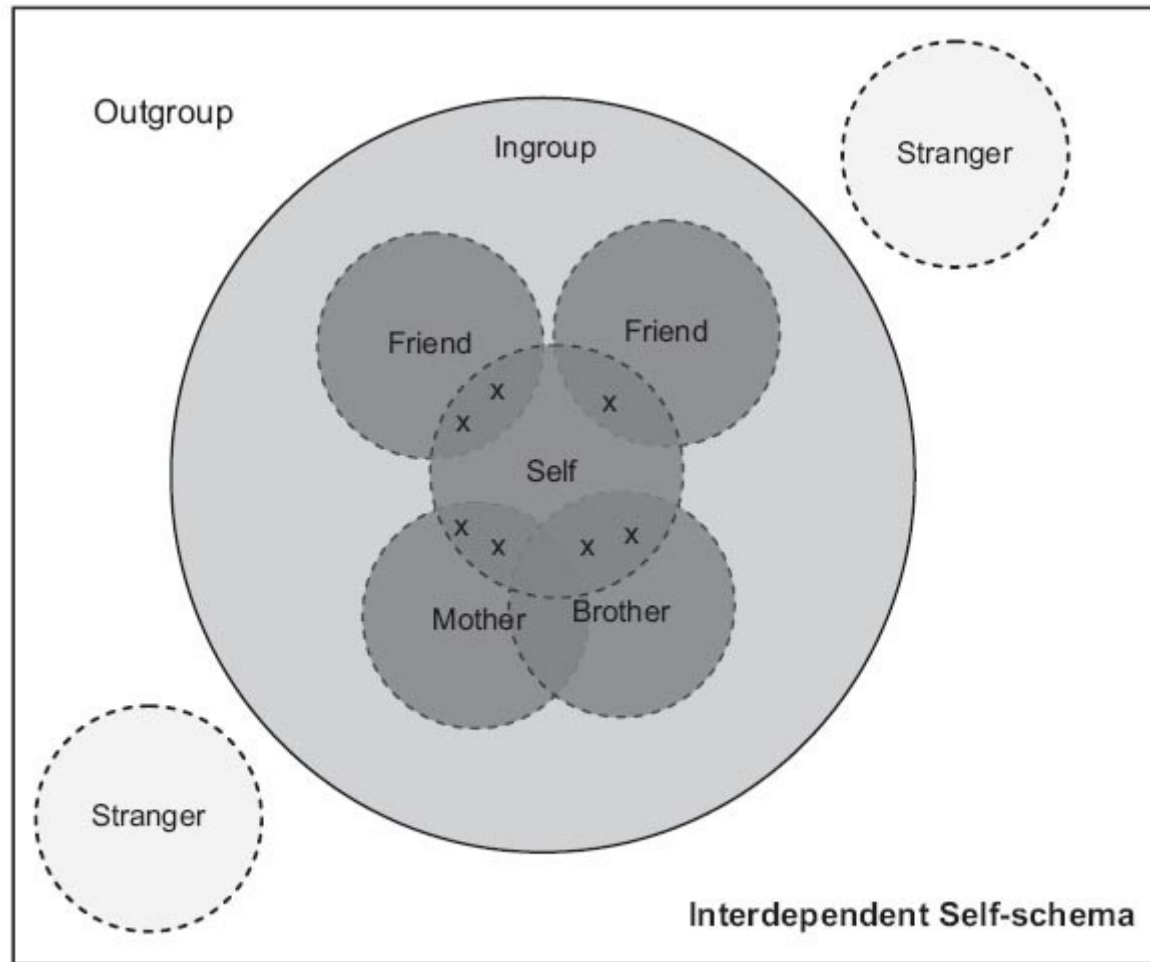 Outgroup
Ingroup
Stranger
Friend
Friend
x
x
x
Self
x
x
x
x
Mother
Brother
Stranger
Interdependent Self-schema